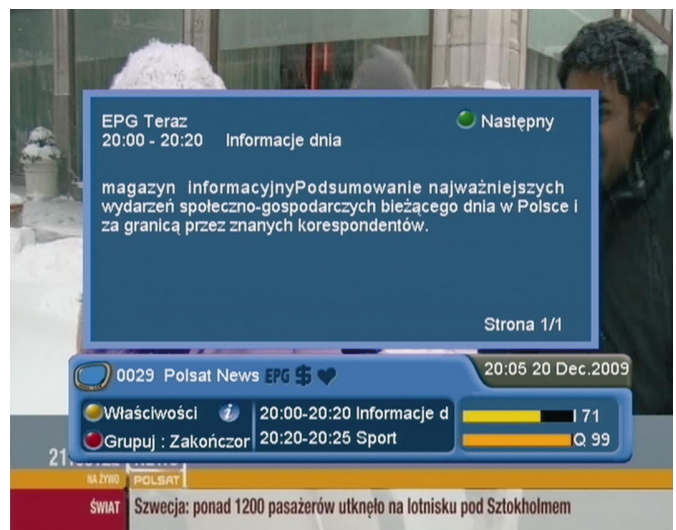 EPG Teraz
Następny
20:00 - 20:20 Informacje dnia
magazyn informacyjnyPodsumowanie najważniejszych
wydarzeń społeczno-gospodarczych bieżącego dnia w Polsce i
za granicą przez znanych korespondentów.
Strona 1/1
0029 Polsat News EPG $
20:05 20 Dec.2009
Właściwości i
20:00-20:20 Informacje d
I 71
Grupuj : Zakończor
20:20-20:25 Sport
Q 99
NA ŻYWO POLSAT
ŚWIAT Szwecja: ponad 1200 pasażerów utknęło na lotnisku pod Sztokholmem